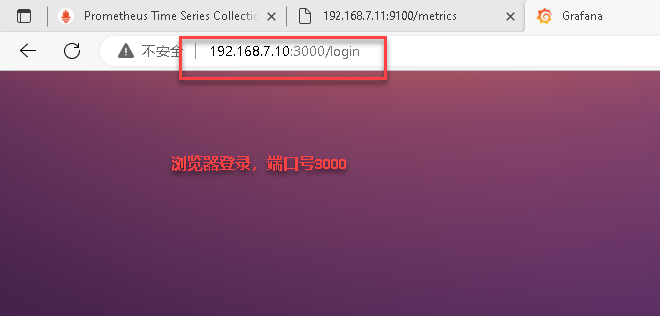 Prometheus Time Series Collectic
192.168.7.11:9100/metrics
Grafana
不安全
192.168.7.10:3000/login
浏览器登录，端口号3000